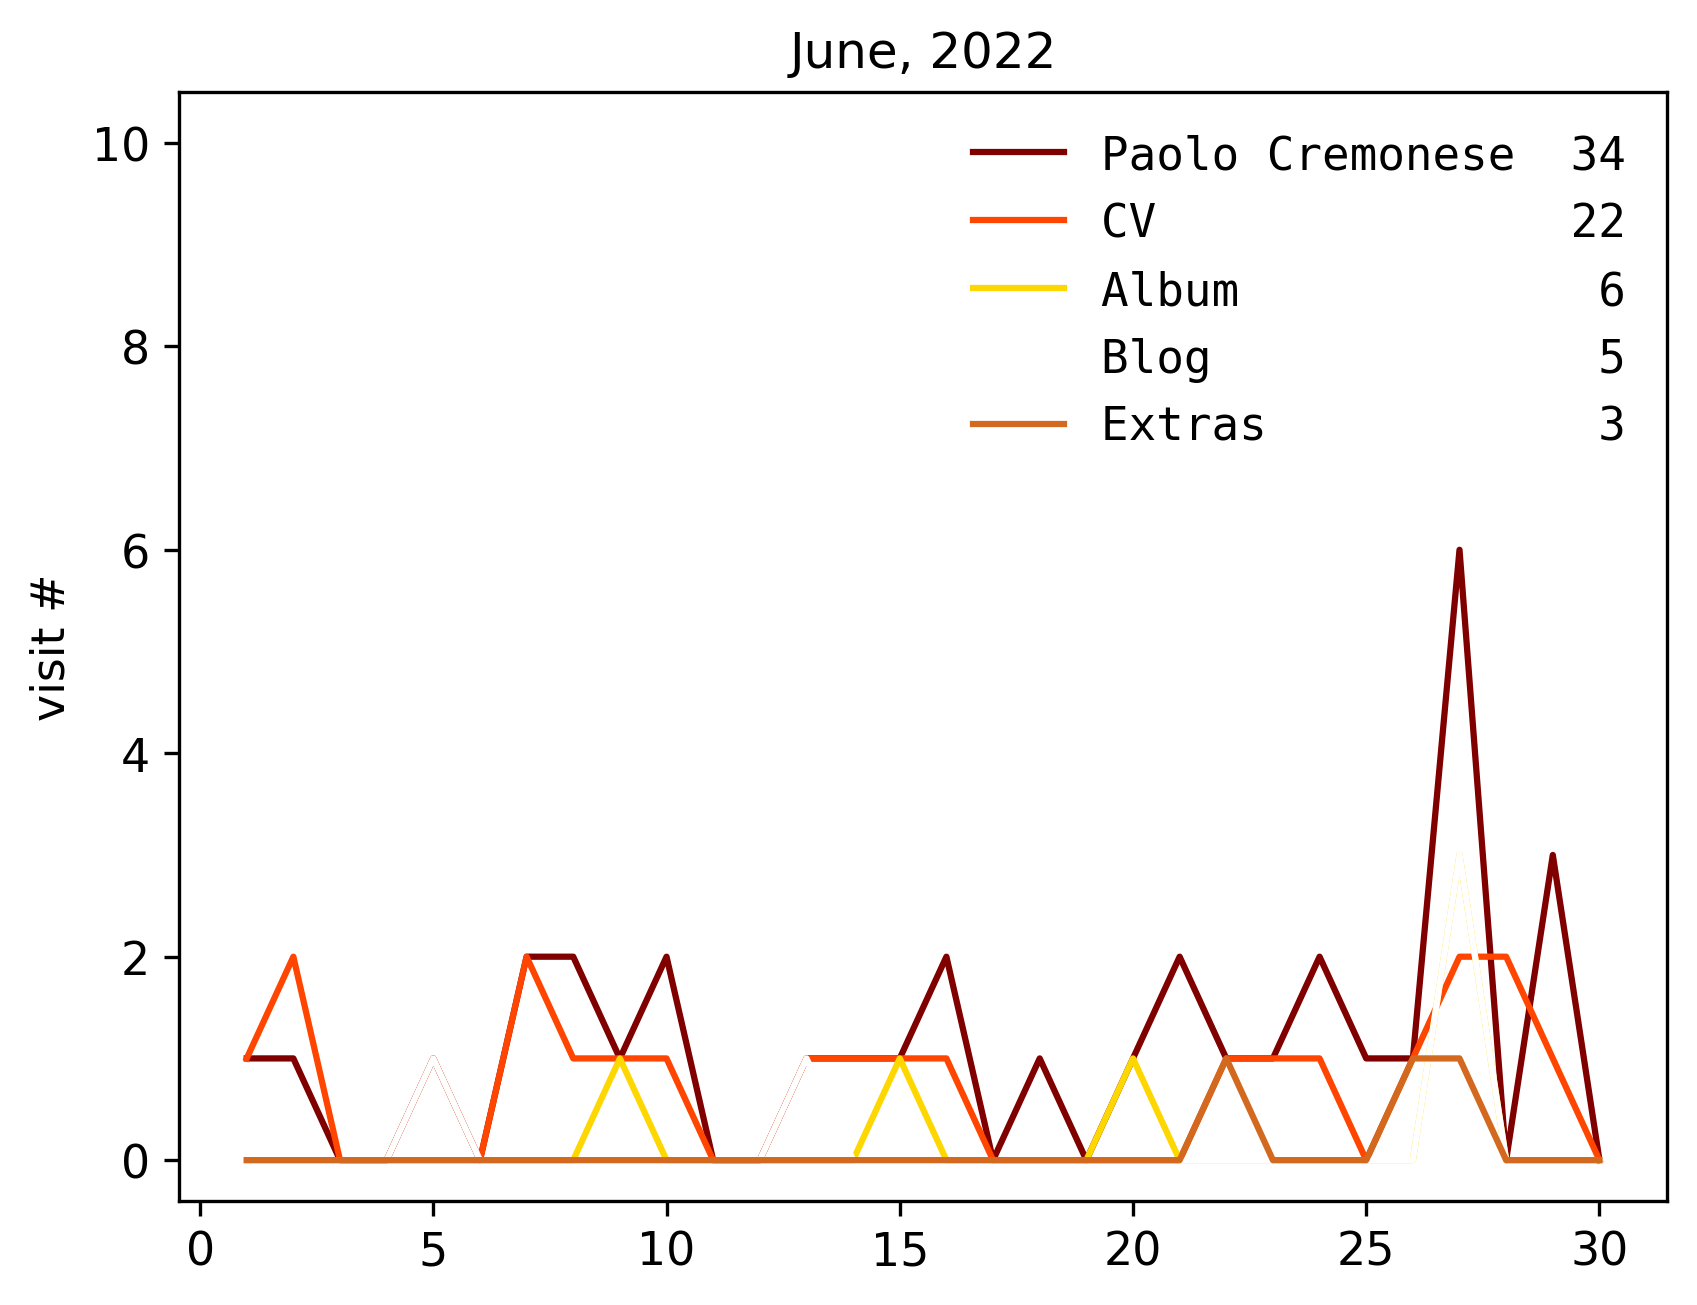 June, 2022
10
8
6
4
2
0
visit #
Paolo Cremonese 34
CV 22
Album 6
Blog 5
Extras 3
0 5 10 15 20 25 30